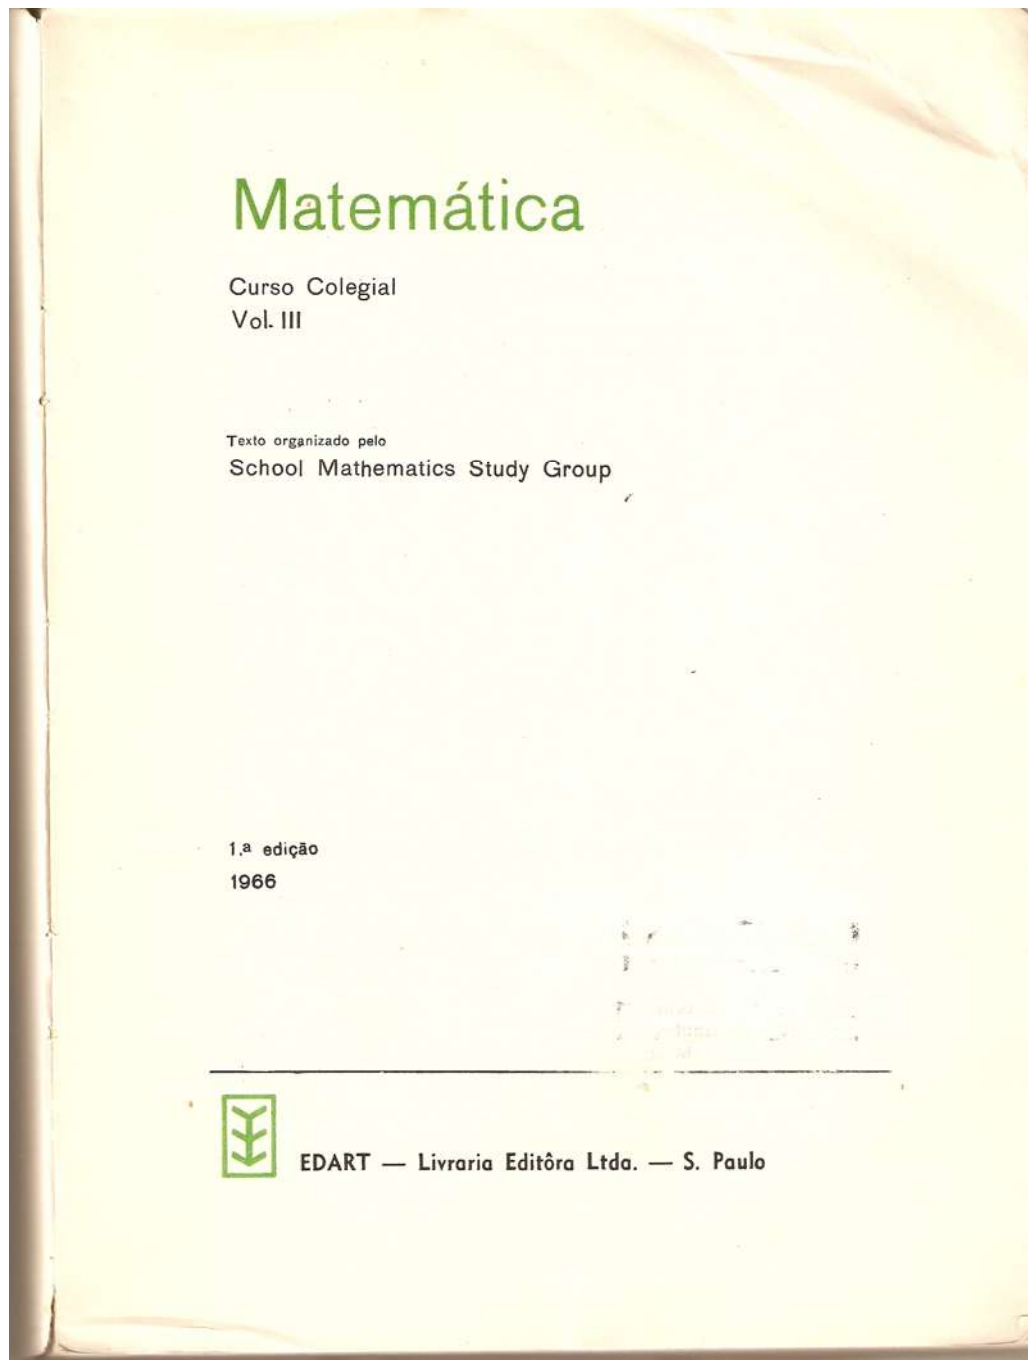 Matemática
Curso Colegial
Vol. III
Texto organizado pelo
School Mathematics Study Group
1.ª edição
1966
EDART — Livraria Editôra Ltda. — S. Paulo